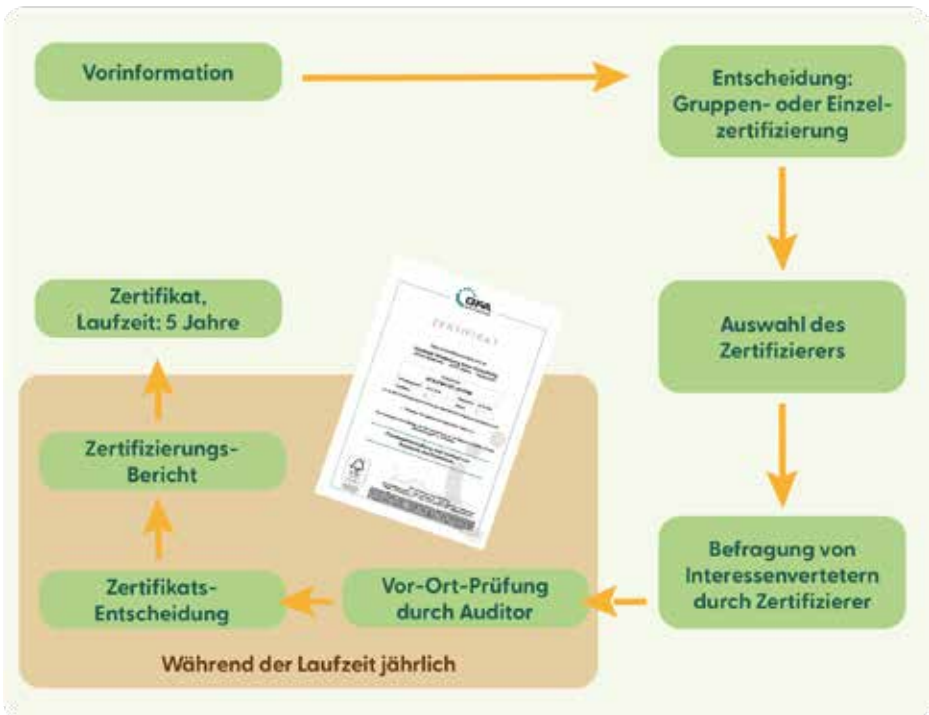 Vorinformation
Entscheidung:
Gruppen- oder Einzel-
zertifizierung
Auswahl des
Zertifizierers
Befragung von
Interessenvertetern
durch Zertifizierer
Vor-Ort-Prüfung
durch Auditor
Zertifikats-
Entscheidung
Zertifizierungs-
Bericht
Zertifikat,
Laufzeit: 5 Jahre
Während der Laufzeit jährlich
ZERTIFIKAT